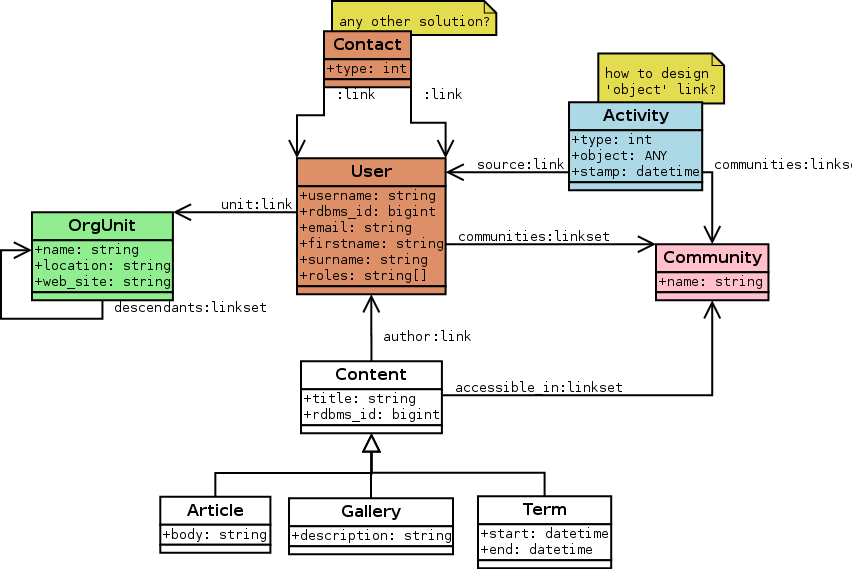 any other solution?
Contact
+type: int
:link
:link
how to design
'object' link?
Activity
+type: int
+object: ANY
+stamp: datetime
source:link
communities:links
User
+username: string
+rdbms_id: bigint
+email: string
+firstname: string
+surname: string
+roles: string[]
unit:link
OrgUnit
+name: string
+location: string
+web_site: string
descendants:linkset
communities:linkset
Community
+name: string
author:link
Content
+title: string
+rdbms_id: bigint
accessible_in:linkset
Article
+body: string
Gallery
+description: string
Term
+start: datetime
+end: datetime